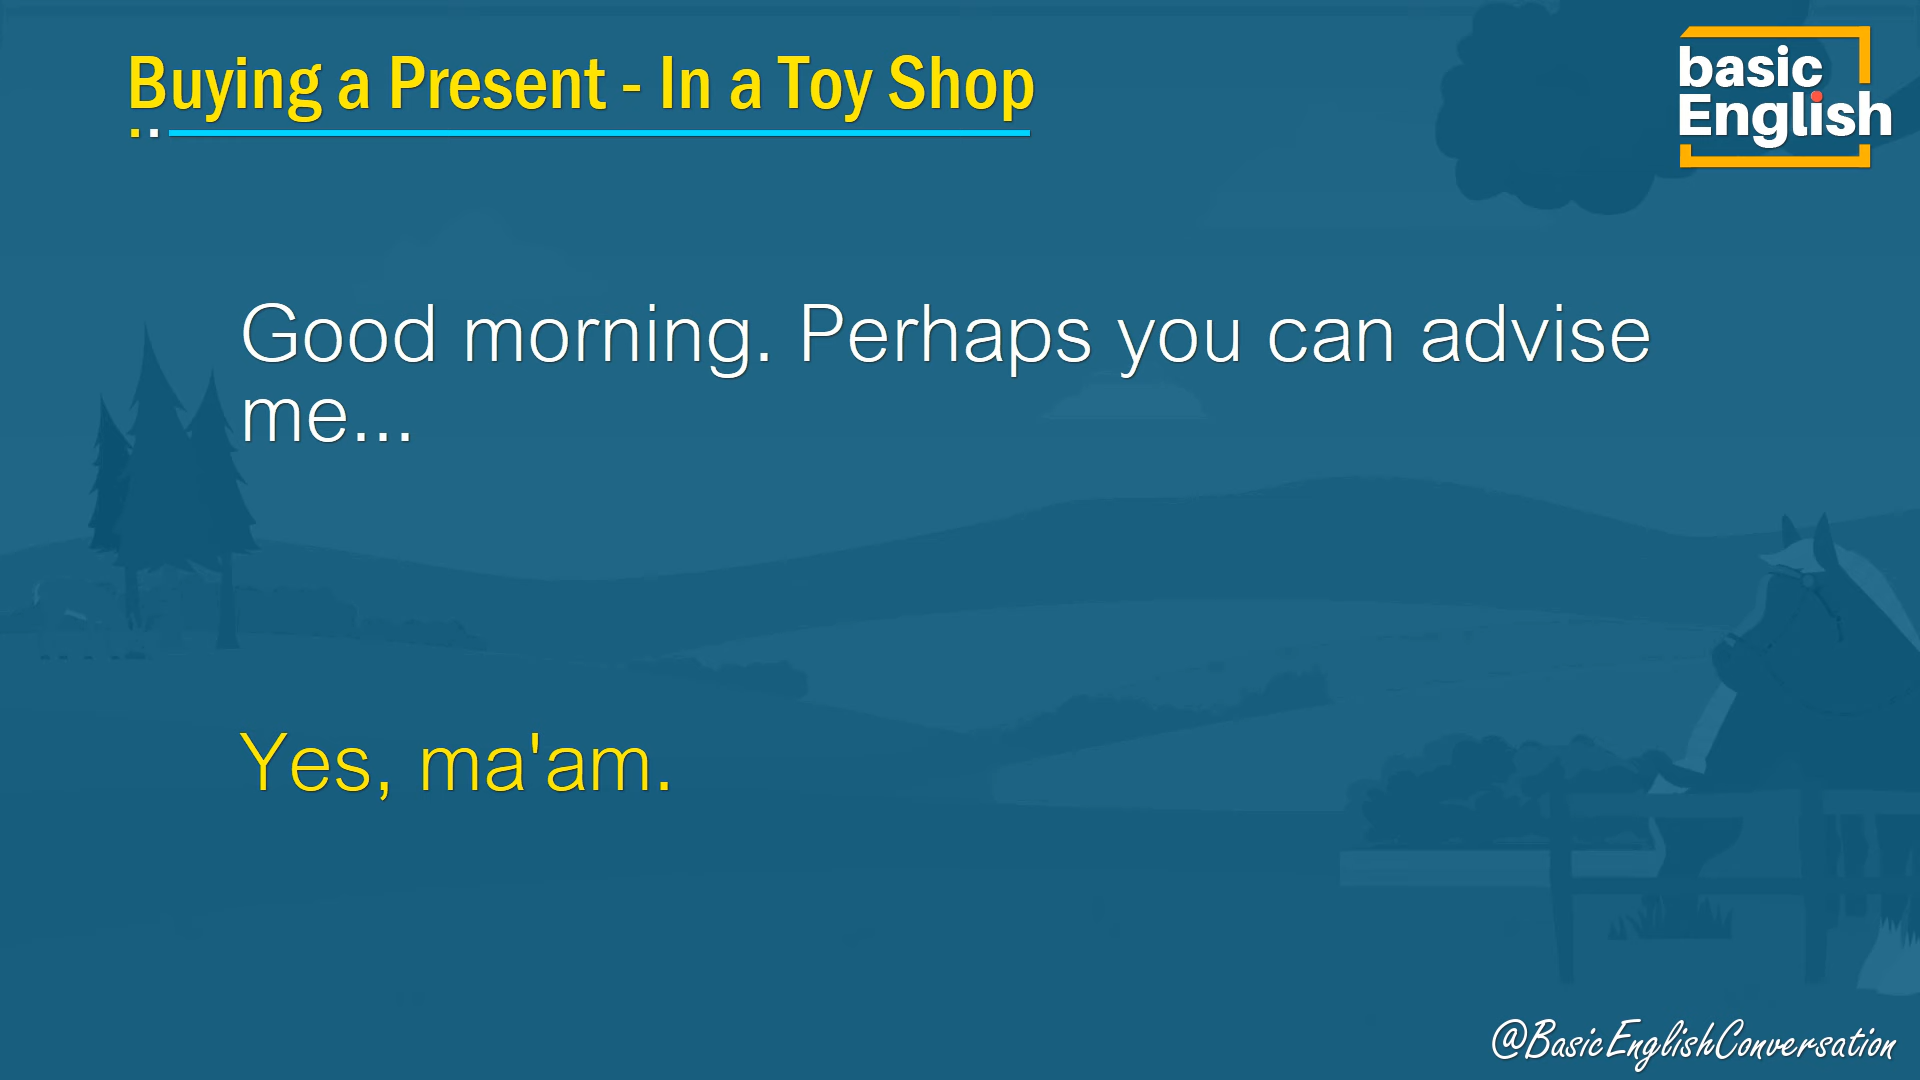 Buying a Present - In a Toy Shop
basic
English
Good morning. Perhaps you can advise
me...
Yes, ma'am.
@BasicEnglishConversation